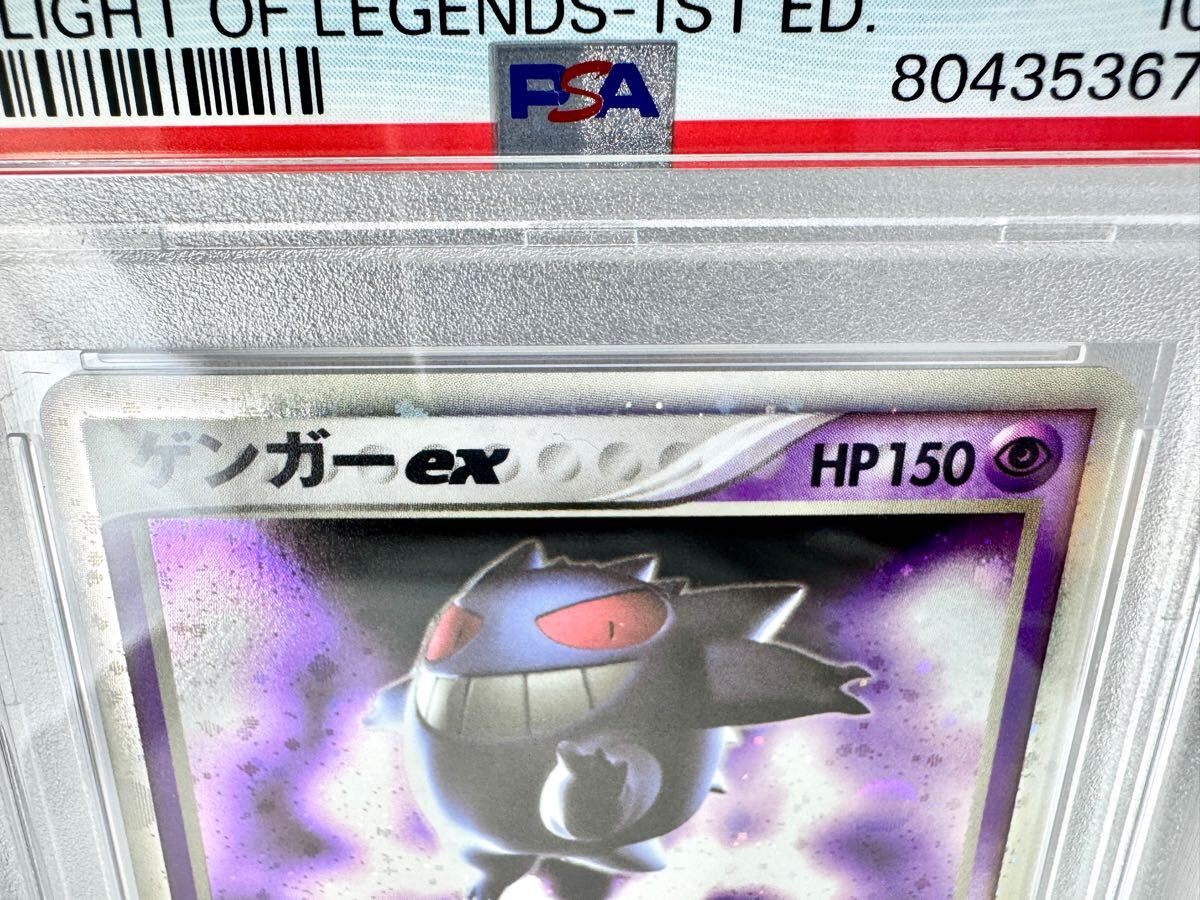 LIGHT OF LEGENDS-1ST ED.
PSA
80435367
ゲンガーex
HP150